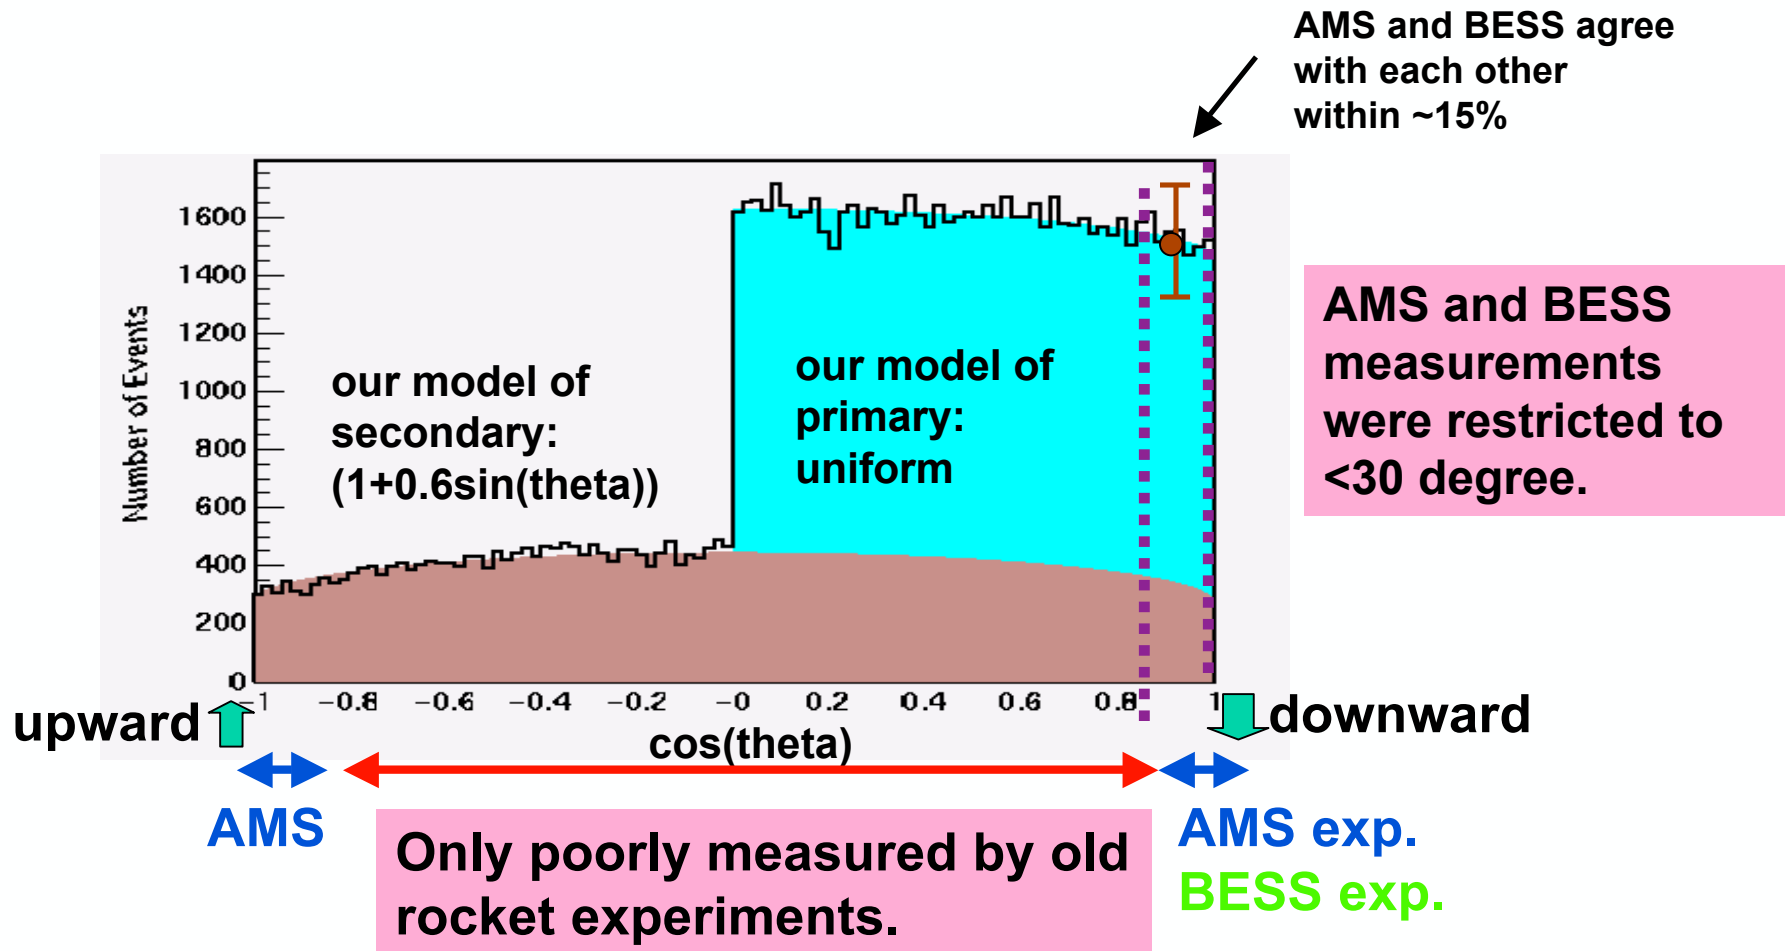 AMS and BESS agree
with each other
within ~15%
1600
1400
1200
1000
800
600
400
200
0
Number of Events
our model of
secondary:
(1+0.6sin(theta))
our model of
primary:
uniform
AMS and BESS
measurements
were restricted to
<30 degree.
-1 -0.8 -0.6 -0.4 -0.2 -0 0.2 0.4 0.6 0.8 1
upward
cos(theta)
downward
AMS
Only poorly measured by old
rocket experiments.
AMS exp.
BESS exp.